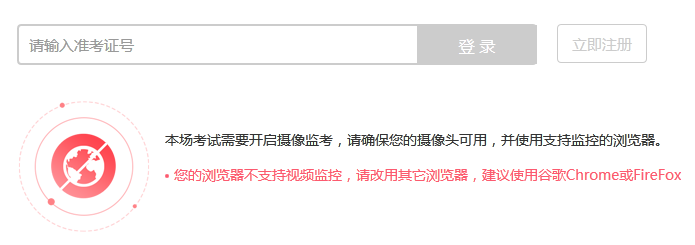 请输入准考证号
登 录
立即注册
本场考试需要开启摄像监考，请确保您的摄像头可用，并使用支持监控的浏览器。
• 您的浏览器不支持视频监控，请改用其它浏览器，建议使用谷歌Chrome或FireFox